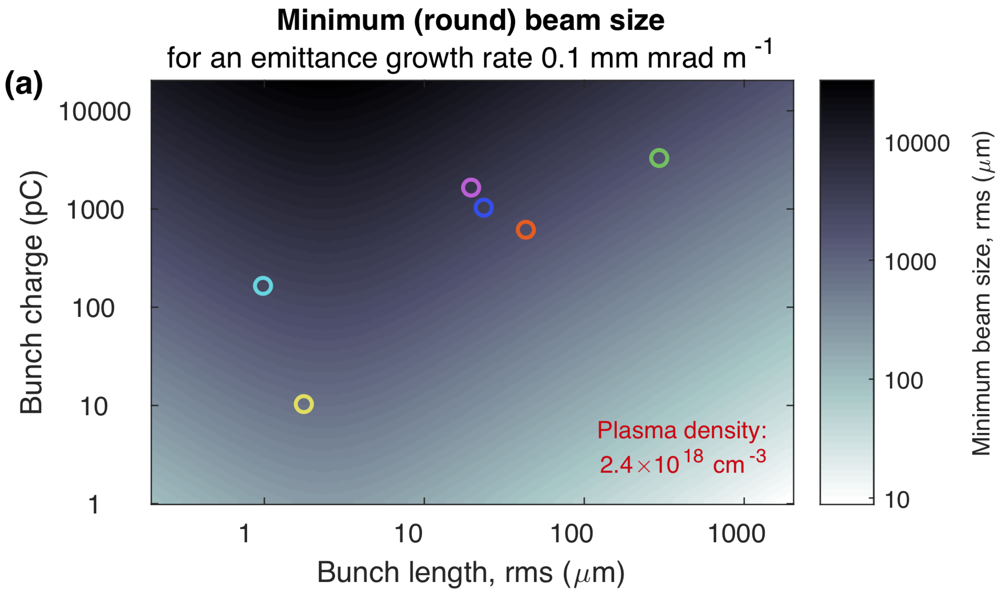 Minimum (round) beam size
for an emittance growth rate 0.1 mm mrad m⁻¹
(a)
Bunch charge (pC)
10000
1000
100
10
1
Plasma density:
2.4×10¹⁸ cm⁻³
1 10 100 1000
Bunch length, rms (μm)
10000
1000
100
10
Minimum beam size, rms (μm)